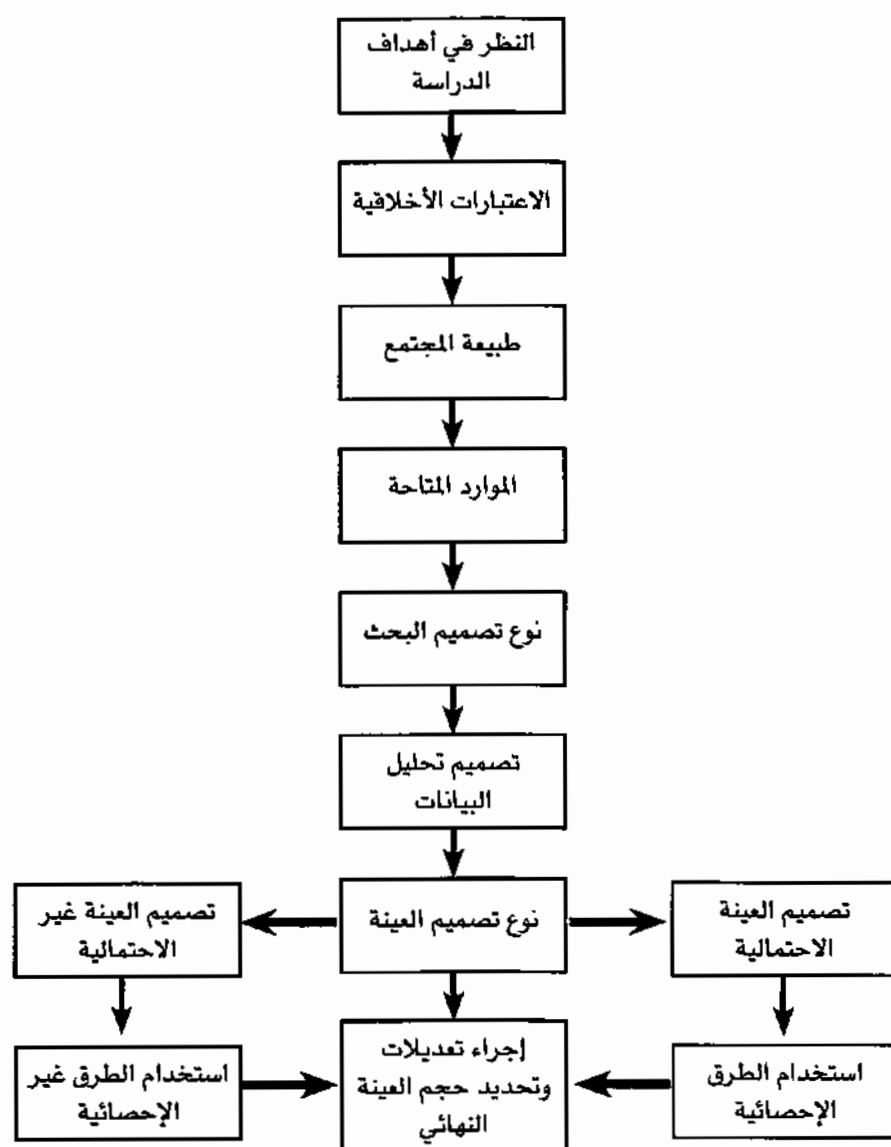 النظر في أهداف
الدراسة
الاعتبارات الأخلاقية
طبيعة المجتمع
الموارد المتاحة
نوع تصميم البحث
تصميم تحليل
البيانات
تصميم العينة
الاحتمالية
نوع تصميم العينة
تصميم العينة غير
الاحتمالية
استخدام الطرق
الإحصائية
إجراء تعديلات
وتحديد حجم العينة
النهائي
استخدام الطرق غير
الإحصائية